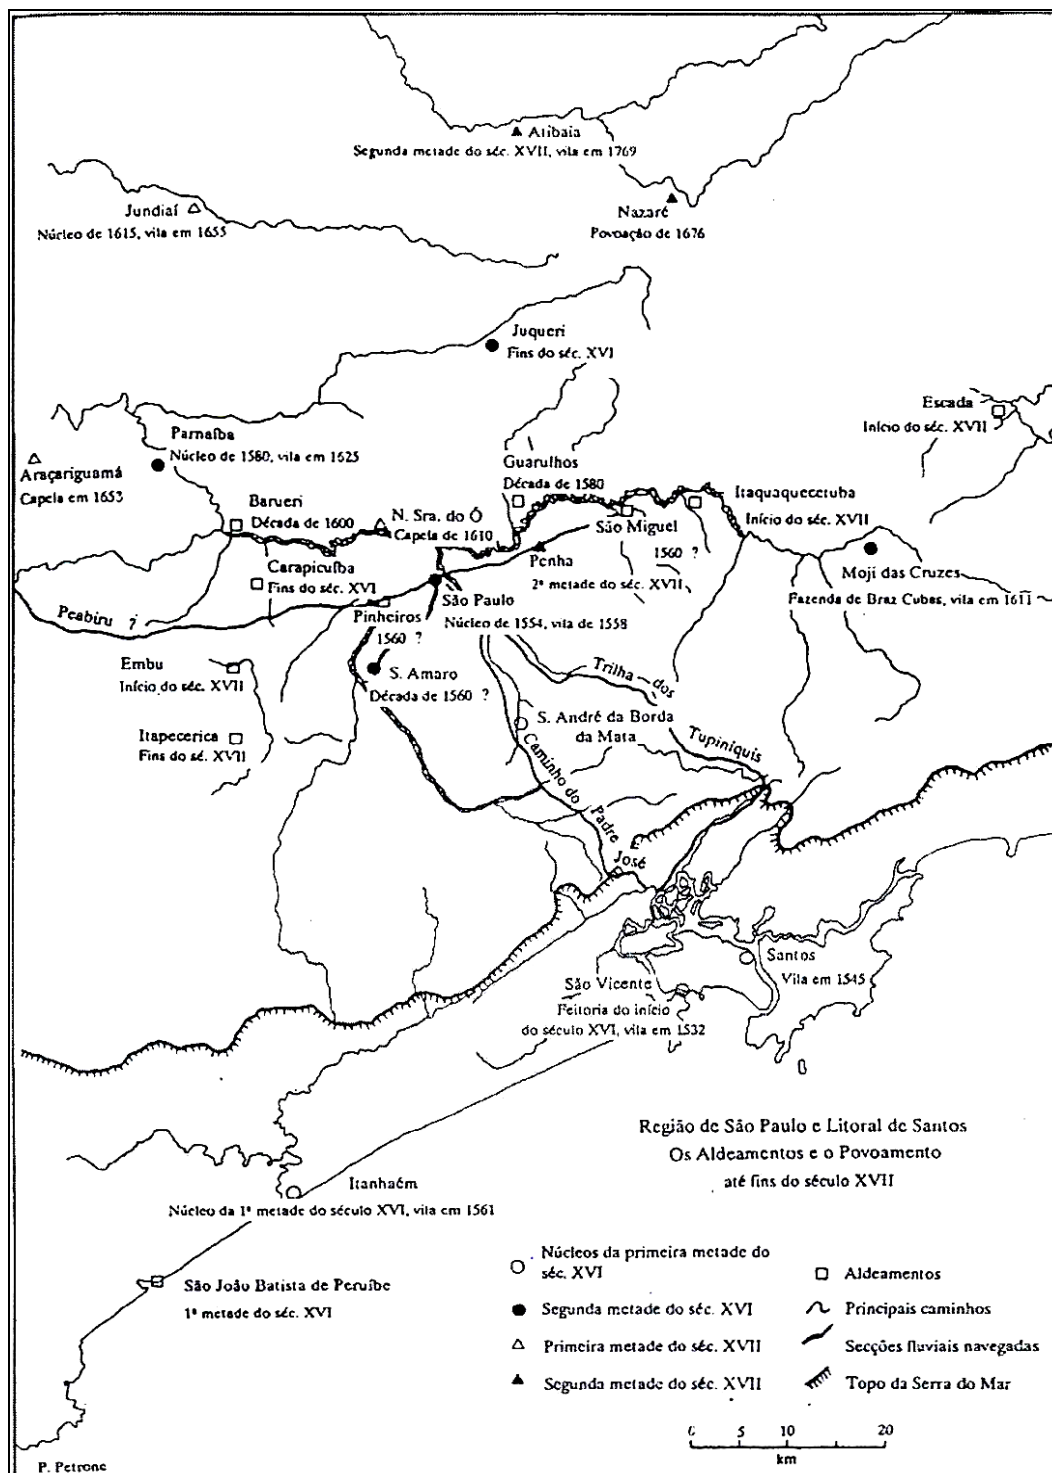 Atibaia
Segunda metade do séc. XVII, vila em 1769
Jundiaí
Núcleo de 1615, vila em 1655
Nazaré
Povoação de 1676
Juqueri
Fins do séc. XVI
Escada
Início do séc. XVII
Parnaíba
Núcleo de 1580, vila em 1625
Araçariguamá
Capela em 1653
Guarulhos
Década de 1580
Barueri
Década de 1600
N. Sra. do Ô
Capela de 1610
Itaquaquecetuba
Início do séc. XVII
São Miguel
1560 ?
Penha
2ª metade do séc. XVII
Mojí das Cruzes
Fazenda de Braz Cubas, vila em 1611
Carapicuíba
Fins do séc. XVI
Peabiru ?
Pinheiros
1560 ?
São Paulo
Núcleo de 1554, vila de 1558
Embu
Início do séc. XVII
S. Amaro
Década de 1560 ?
Trilha dos Tupiniquis
Itapecerica
Fins do sé. XVII
S. André da Borda
da Mata
Caminho do Padre José
Santos
Vila em 1545
São Vicente
Feitoria do início
do século XVI, vila em 1532
Região de São Paulo e Litoral de Santos
Os Aldeamentos e o Povoamento
até fins do século XVII
Itanhaém
Núcleo da 1ª metade do século XVI, vila em 1561
São João Batista de Peruíbe
1ª metade do séc. XVI
Núcleos da primeira metade do
séc. XVI
Segunda metade do séc. XVI
Primeira metade do séc. XVII
Segunda metade do séc. XVII
Aldeamentos
Principais caminhos
Secções fluviais navegadas
Topo da Serra do Mar
0 5 10 20
km
P. Petrone